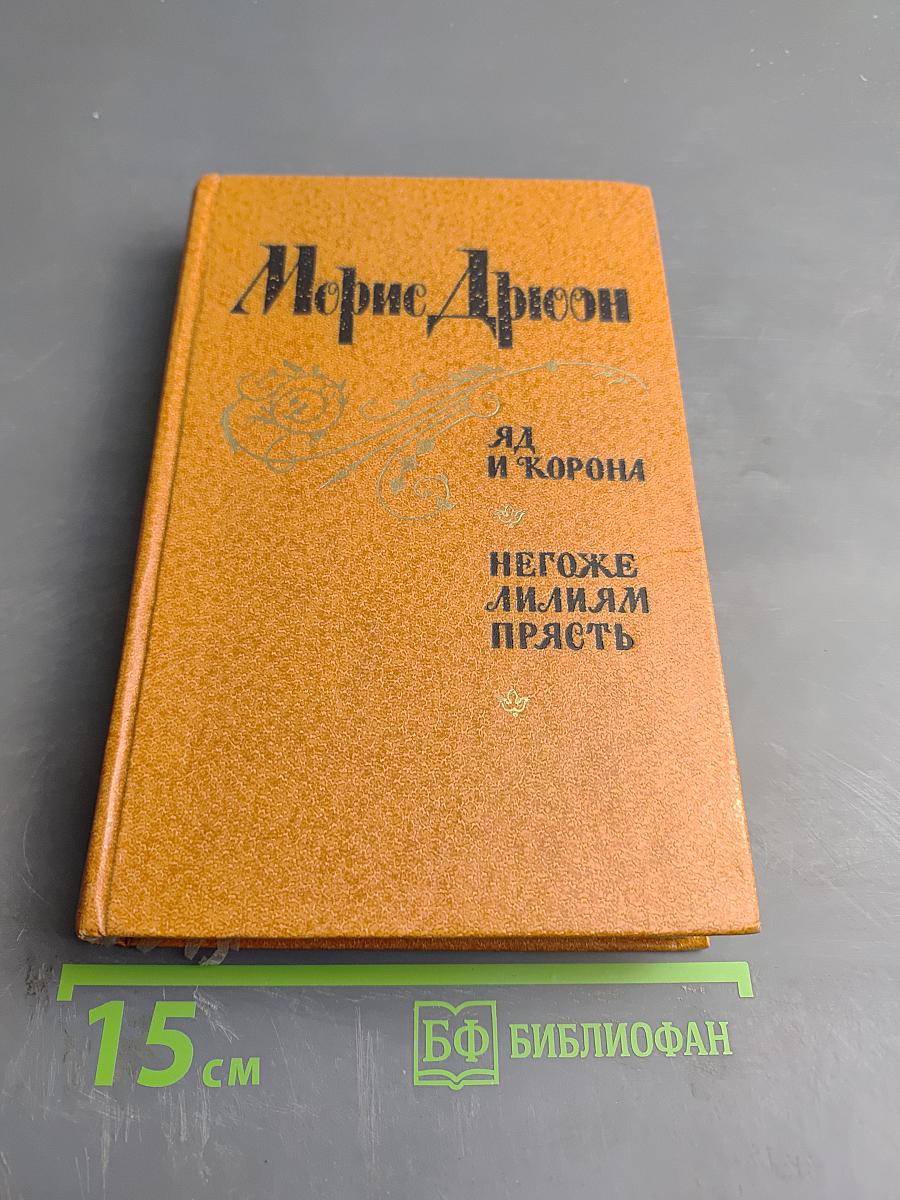 Морис Дрюон
ЯД
И КОРОНА
НЕГОЖЕ
ЛИЛИЯМ
ПРЯСТЬ
15 см
БФ БИБЛИОФАН